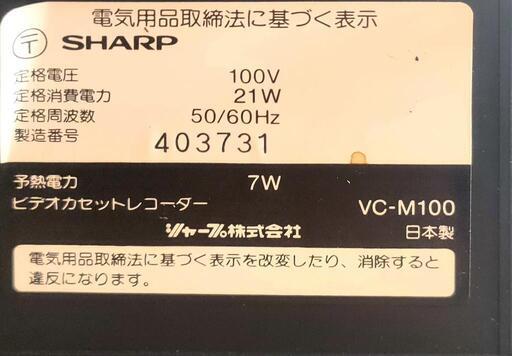 電気用品取締法に基づく表示
〒 SHARP
定格電圧 100V
定格消費電力 21W
定格周波数 50/60Hz
製造番号 403731
予熱電力 7W
ビデオカセットレコーダー VC-M100
シャープ株式会社 日本製
電気用品取締法に基づく表示を改変したり、消除すると
違反になります。